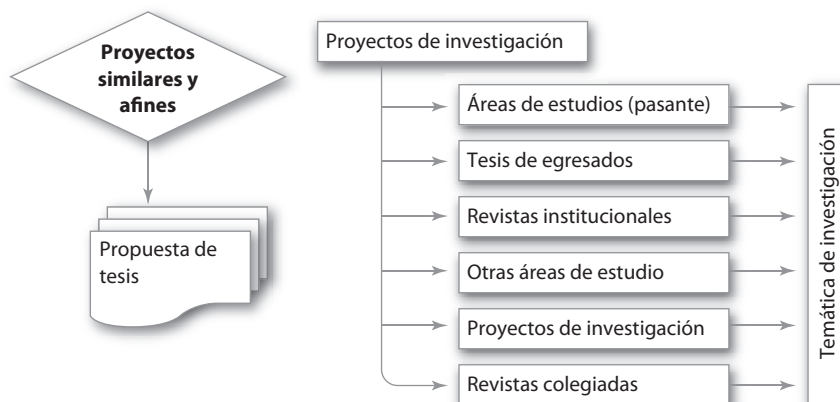 Proyectos
similares y
afines
Propuesta de
tesis
Proyectos de investigación
Áreas de estudios (pasante)
Tesis de egresados
Revistas institucionales
Otras áreas de estudio
Proyectos de investigación
Revistas colegiadas
Temática de investigación